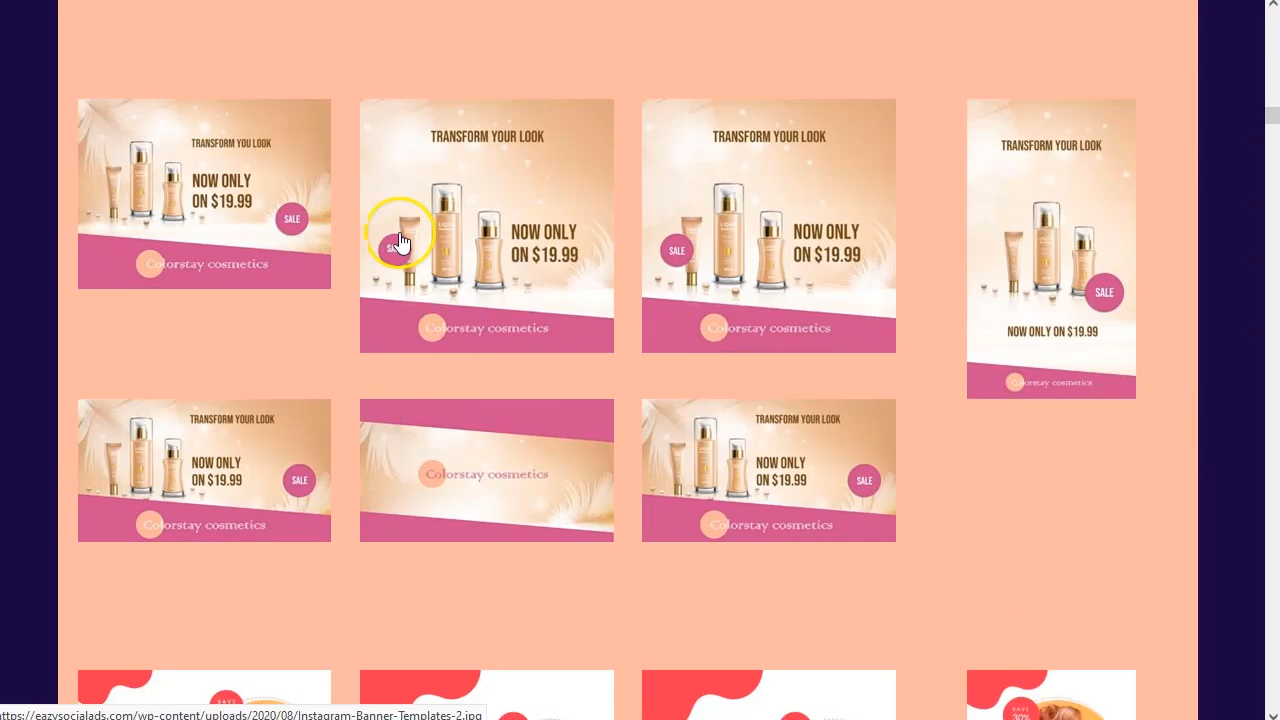 TRANSFORM YOU LOOK
NOW ONLY
ON $19.99
SALE
Colorstay cosmetics
TRANSFORM YOUR LOOK
NOW ONLY
ON $19.99
Colorstay cosmetics
TRANSFORM YOUR LOOK
SALE
NOW ONLY
ON $19.99
Colorstay cosmetics
TRANSFORM YOUR LOOK
SALE
NOW ONLY ON $19.99
Colorstay cosmetics
TRANSFORM YOUR LOOK
NOW ONLY
ON $19.99
SALE
Colorstay cosmetics
Colorstay cosmetics
TRANSFORM YOUR LOOK
NOW ONLY
ON $19.99
SALE
Colorstay cosmetics
SAVE
SAVE
30%
https://eazysocialads.com/wp-content/uploads/2020/08/Instagram-Banner-Templates-2.jpg